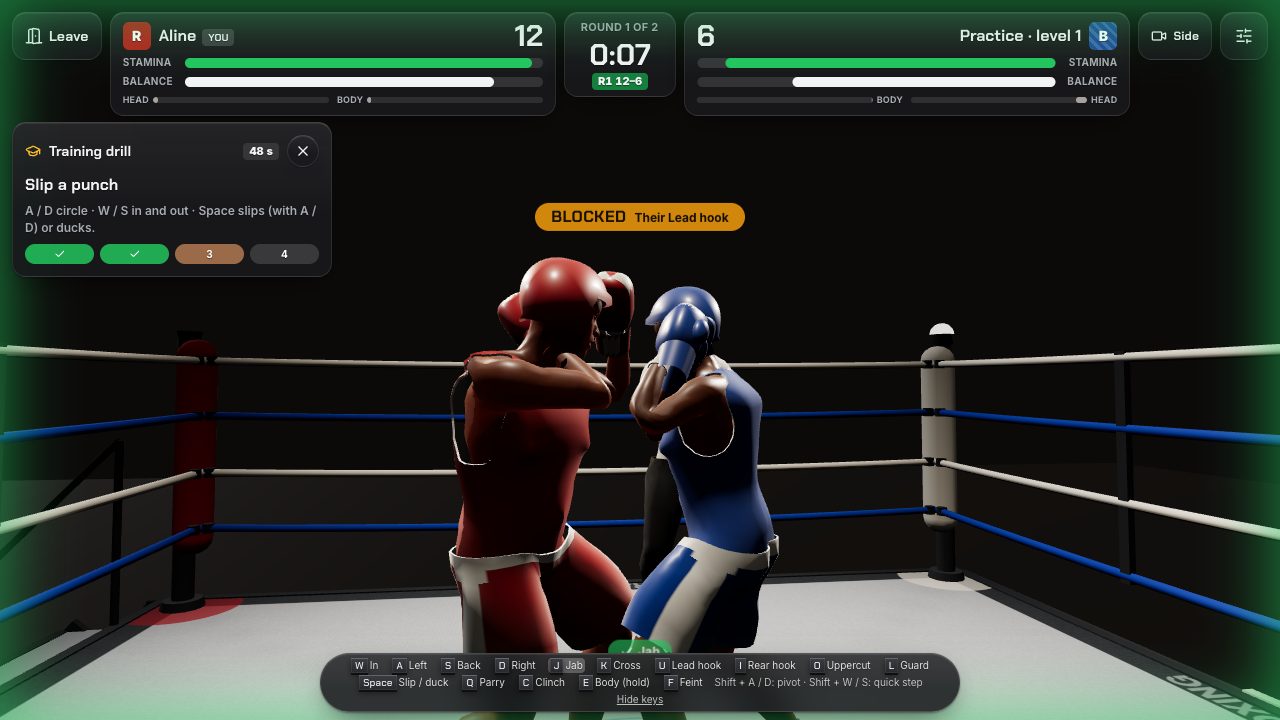 Leave
R Aline YOU 12
STAMINA
BALANCE
HEAD BODY
ROUND 1 OF 2
0:07
R1 12–6
6 Practice · level 1 B
STAMINA
BALANCE
BODY HEAD
Side
Training drill 48 s
Slip a punch
A / D circle · W / S in and out · Space slips (with A /
D) or ducks.
3 4
BLOCKED Their Lead hook
Jab
W In A Left S Back D Right J Jab K Cross U Lead hook I Rear hook O Uppercut L Guard
Space Slip / duck Q Parry C Clinch E Body (hold) F Feint Shift + A / D: pivot · Shift + W / S: quick step
Hide keys